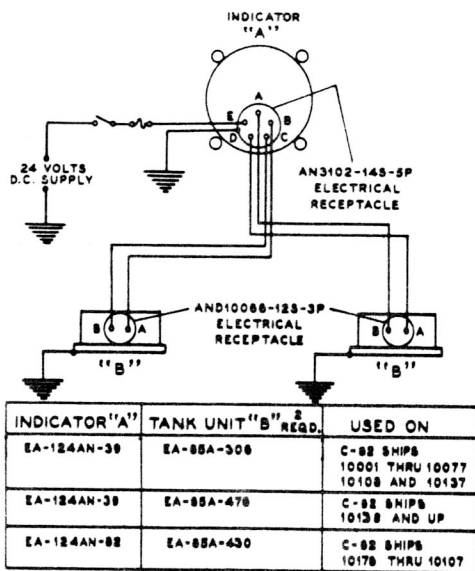 INDICATOR
"A"
A
E
B
D
C
24 VOLTS
D.C. SUPPLY
AN3102-14S-5P
ELECTRICAL
RECEPTACLE
B
A
AND10066-12S-3P
ELECTRICAL
RECEPTACLE
B
A
"B"
"B"
INDICATOR "A" TANK UNIT "B" 2 REQD. USED ON
EA-124AN-39 EA-85A-306 C-82 SHIPS
10001 THRU 10077
10108 AND 10137
EA-124AN-39 EA-85A-476 C-82 SHIPS
10138 AND UP
EA-124AN-82 EA-85A-430 C-82 SHIPS
10178 THRU 10107